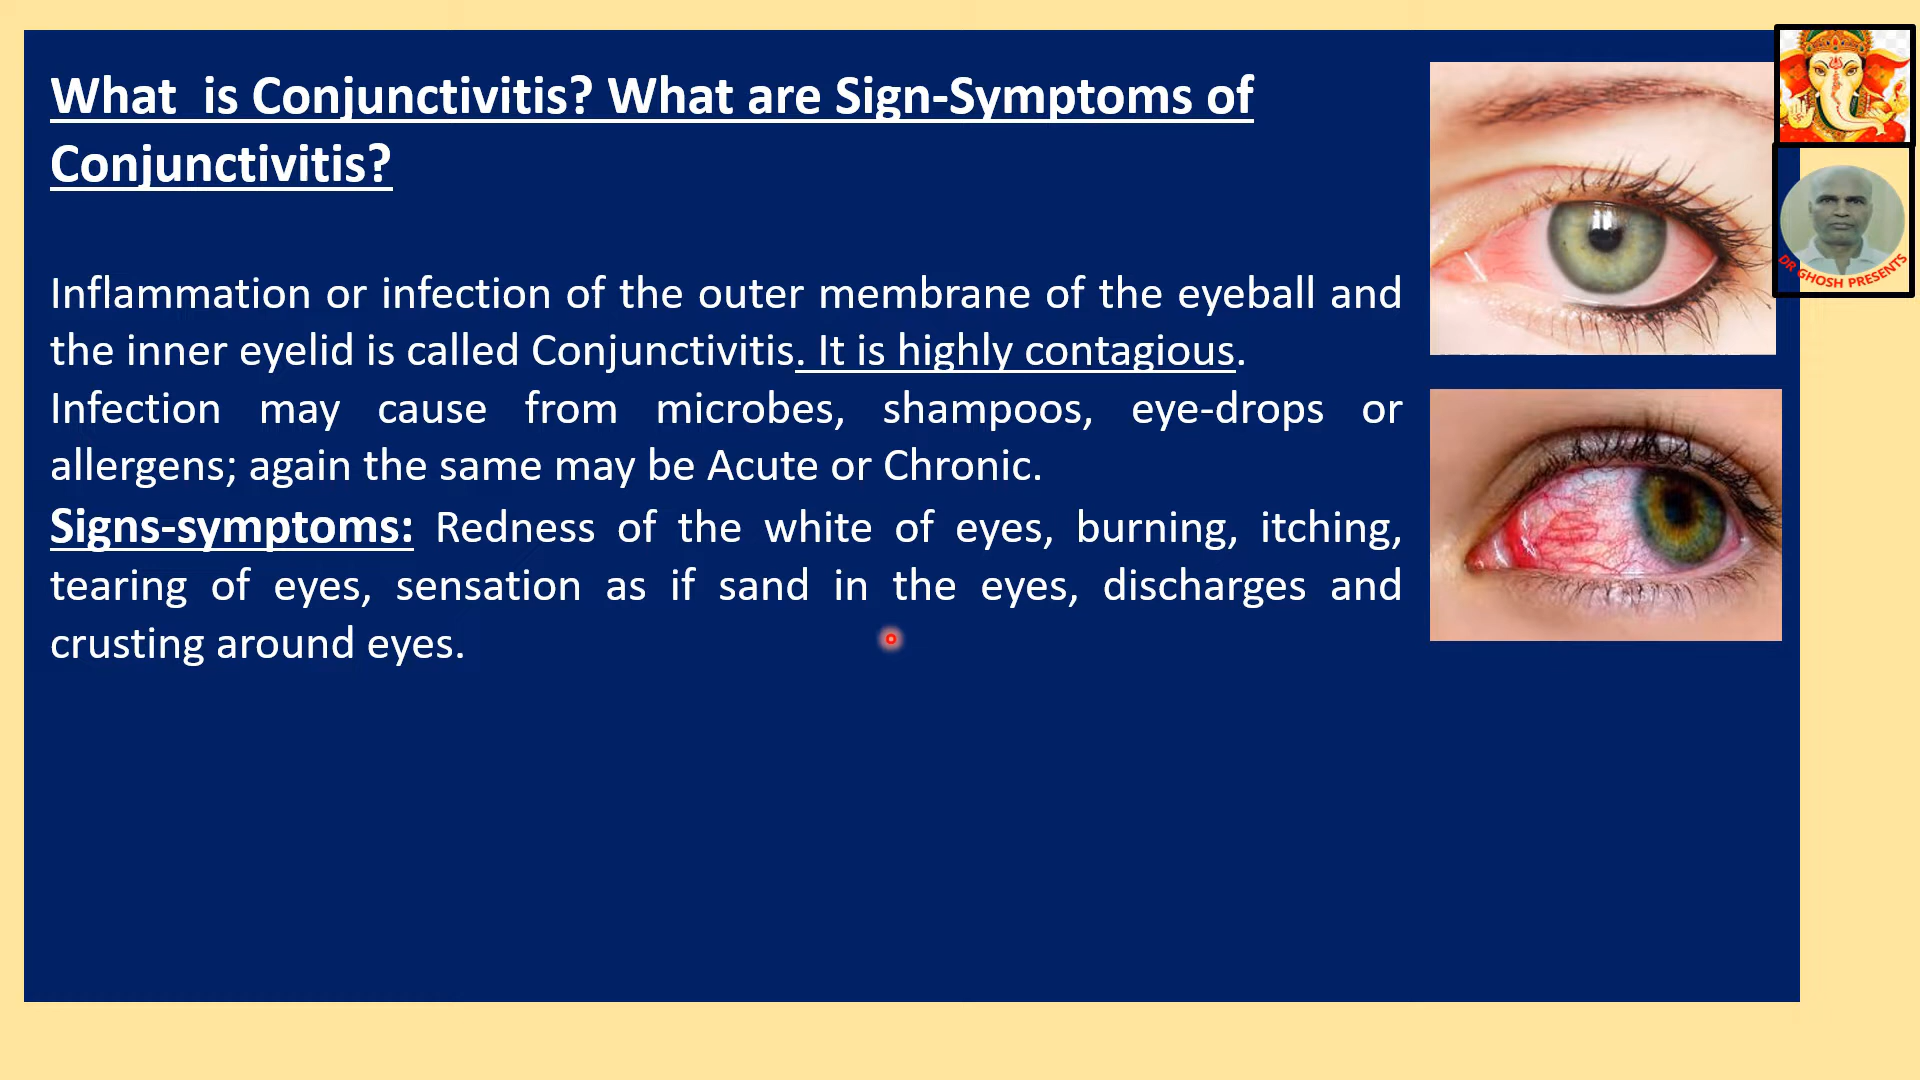 What  is Conjunctivitis? What are Sign-Symptoms of
Conjunctivitis?
Inflammation or infection of the outer membrane of the eyeball and
the inner eyelid is called Conjunctivitis. It is highly contagious.
Infection may cause from microbes, shampoos, eye-drops or
allergens; again the same may be Acute or Chronic.
Signs-symptoms: Redness of the white of eyes, burning, itching,
tearing of eyes, sensation as if sand in the eyes, discharges and
crusting around eyes.
DR GHOSH PRESENTS